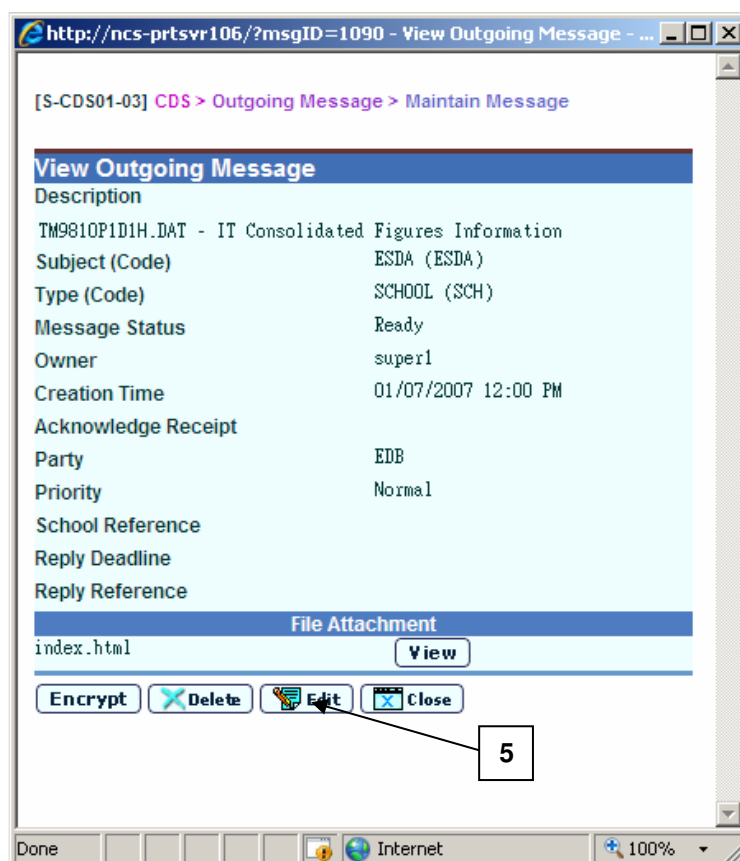 http://ncs-prtsvr106/?msgID=1090 - View Outgoing Message - ...
[S-CDS01-03] CDS > Outgoing Message > Maintain Message
View Outgoing Message
Description
TM9810P1D1H.DAT - IT Consolidated Figures Information
Subject (Code) ESDA (ESDA)
Type (Code) SCHOOL (SCH)
Message Status Ready
Owner super1
Creation Time 01/07/2007 12:00 PM
Acknowledge Receipt
Party EDB
Priority Normal
School Reference
Reply Deadline
Reply Reference
File Attachment
index.html View
Encrypt Delete Edit Close
5
Done Internet 100%